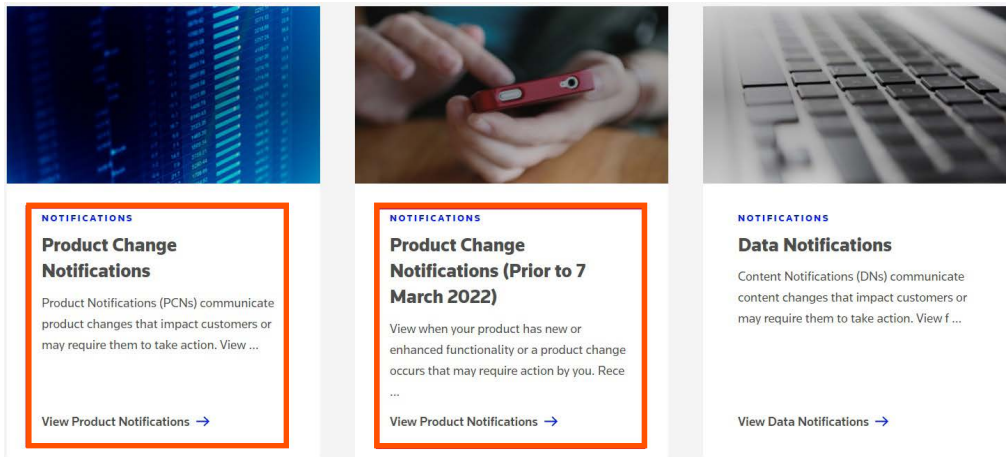 NOTIFICATIONS
Product Change
Notifications
Product Notifications (PCNs) communicate
product changes that impact customers or
may require them to take action. View ...
View Product Notifications →
NOTIFICATIONS
Product Change
Notifications (Prior to 7
March 2022)
View when your product has new or
enhanced functionality or a product change
occurs that may require action by you. Rece
...
View Product Notifications →
NOTIFICATIONS
Data Notifications
Content Notifications (DNs) communicate
content changes that impact customers or
may require them to take action. View f ...
View Data Notifications →